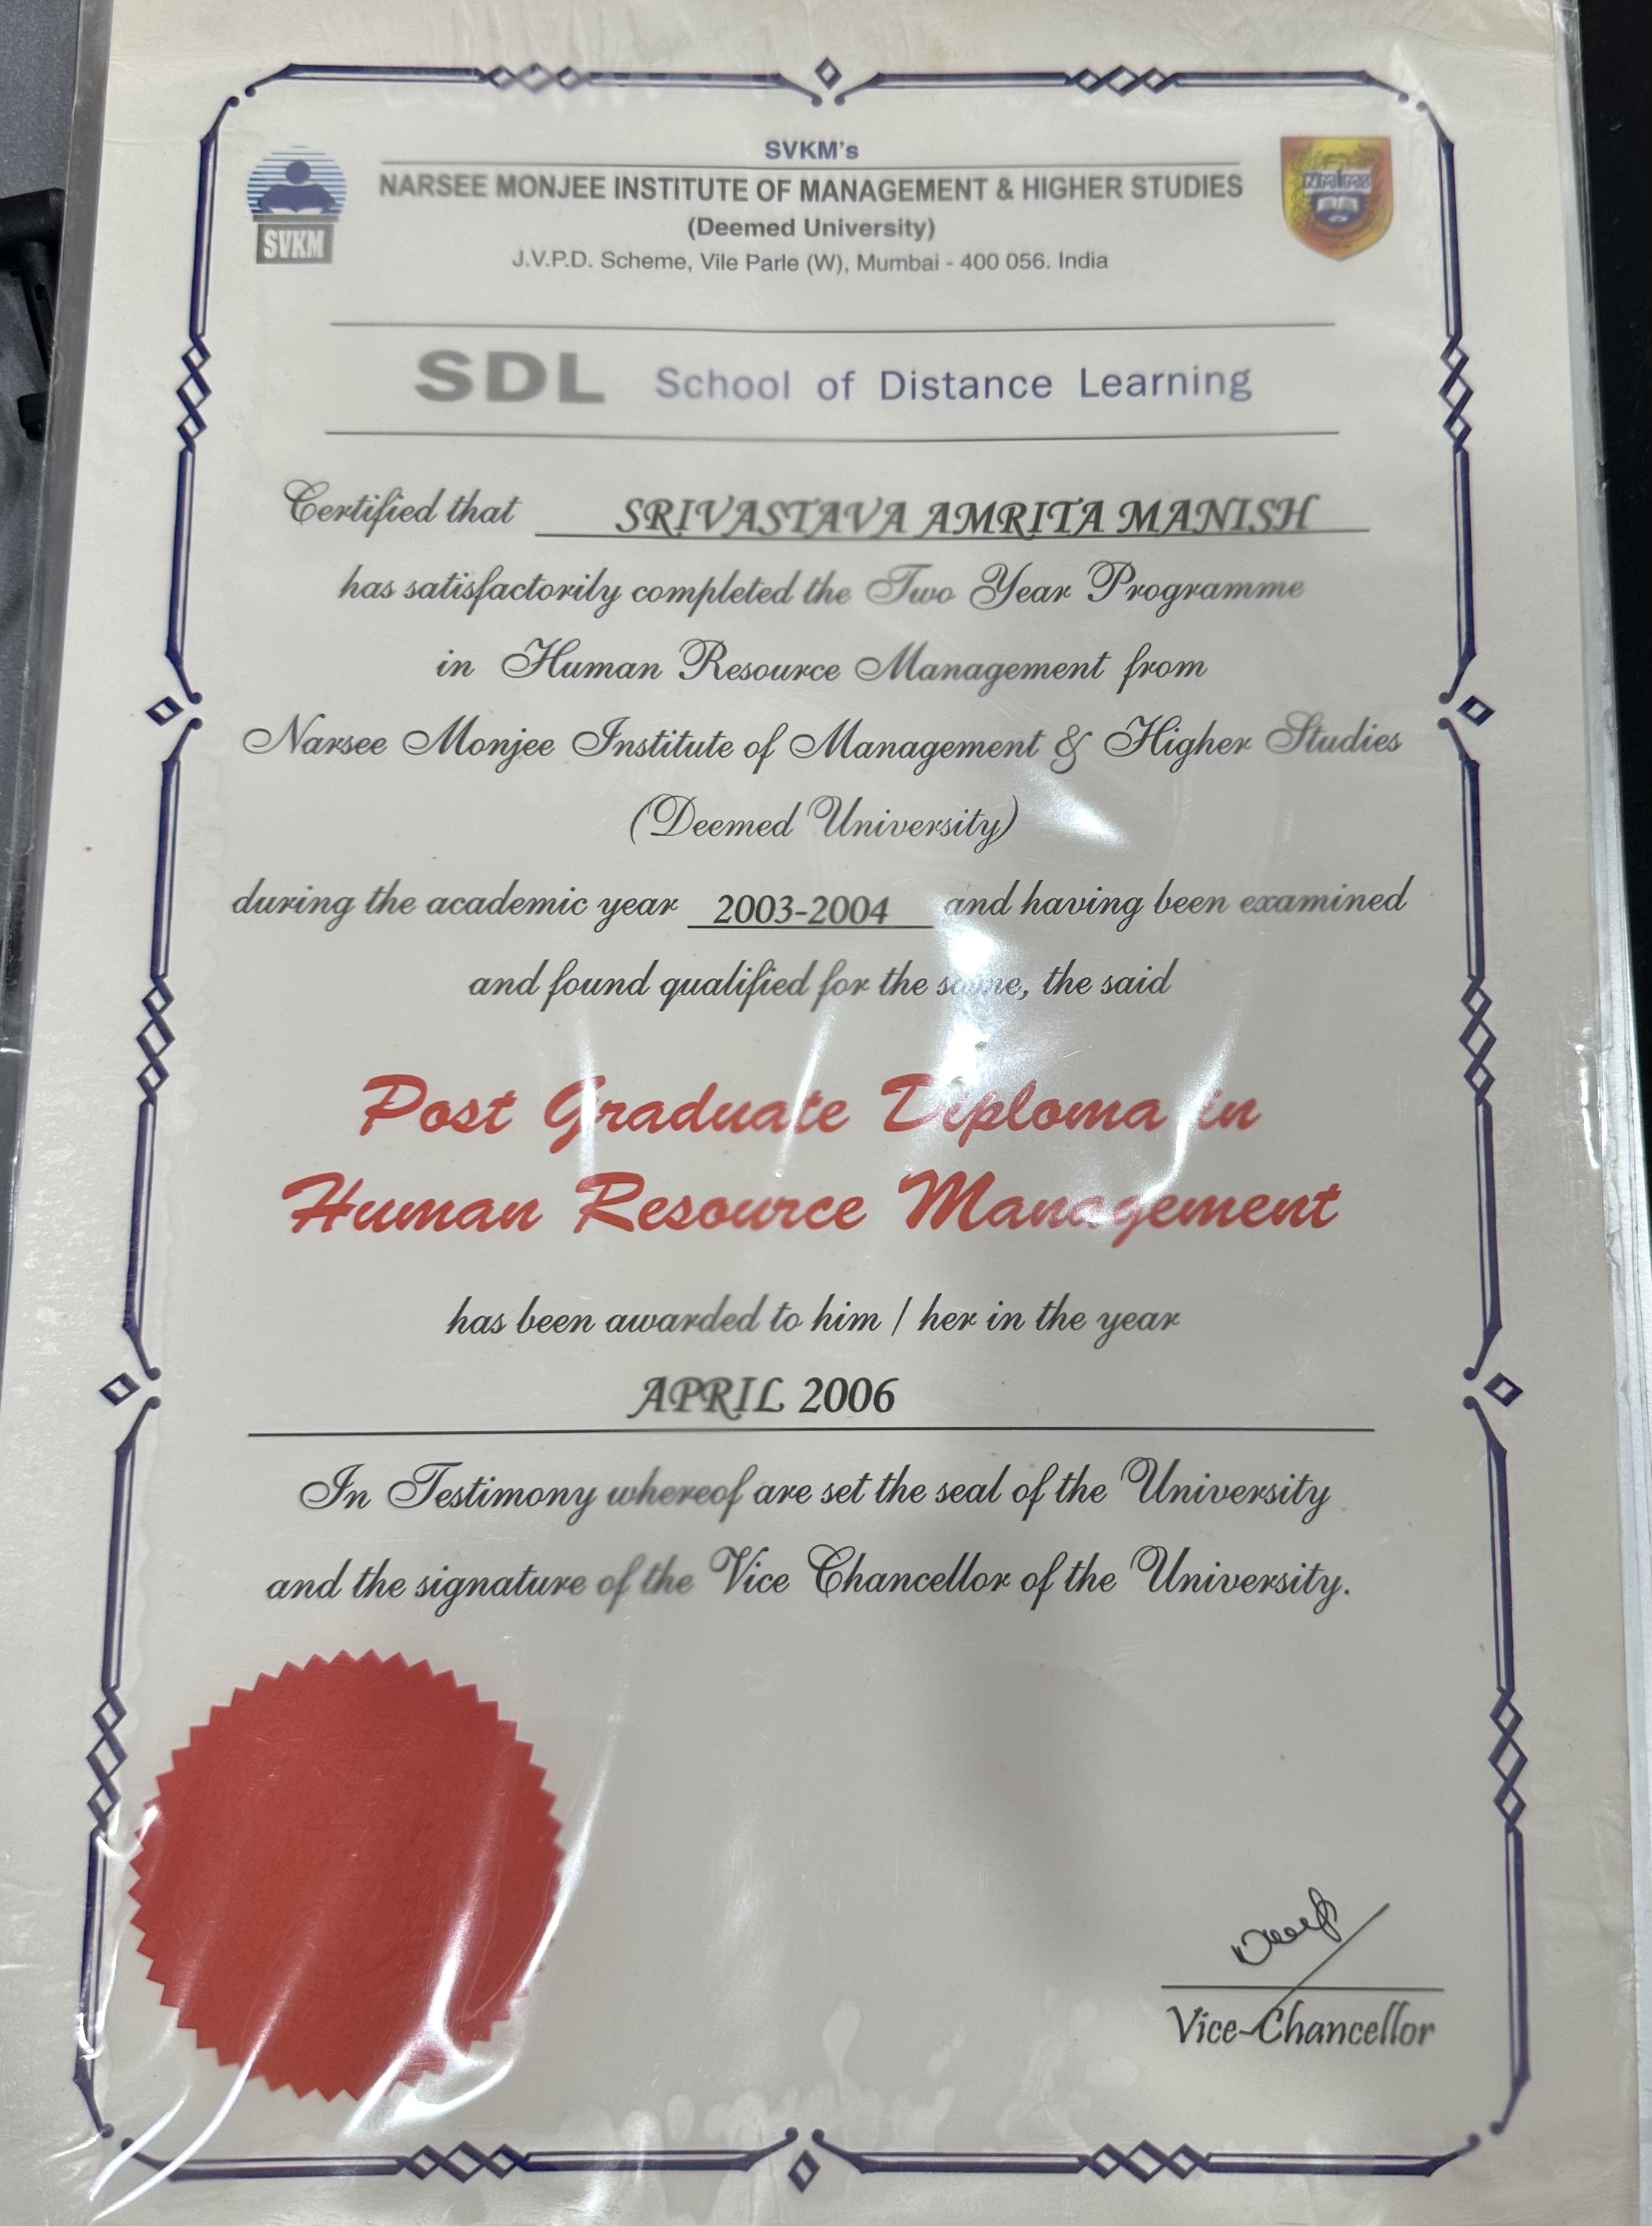 SVKM's
NARSEE MONJEE INSTITUTE OF MANAGEMENT & HIGHER STUDIES
(Deemed University)
J.V.P.D. Scheme, Vile Parle (W), Mumbai - 400 056. India
SVKM
SDL School of Distance Learning
Certified that SRIVASTAVA AMRITA MANISH
has satisfactorily completed the Two Year Programme
in Human Resource Management from
Narsee Monjee Institute of Management & Higher Studies
(Deemed University)
during the academic year 2003-2004 and having been examined
and found qualified for the same, the said
Post Graduate Diploma in
Human Resource Management
has been awarded to him / her in the year
APRIL 2006
In Testimony whereof are set the seal of the University
and the signature of the Vice Chancellor of the University.
Vice-Chancellor